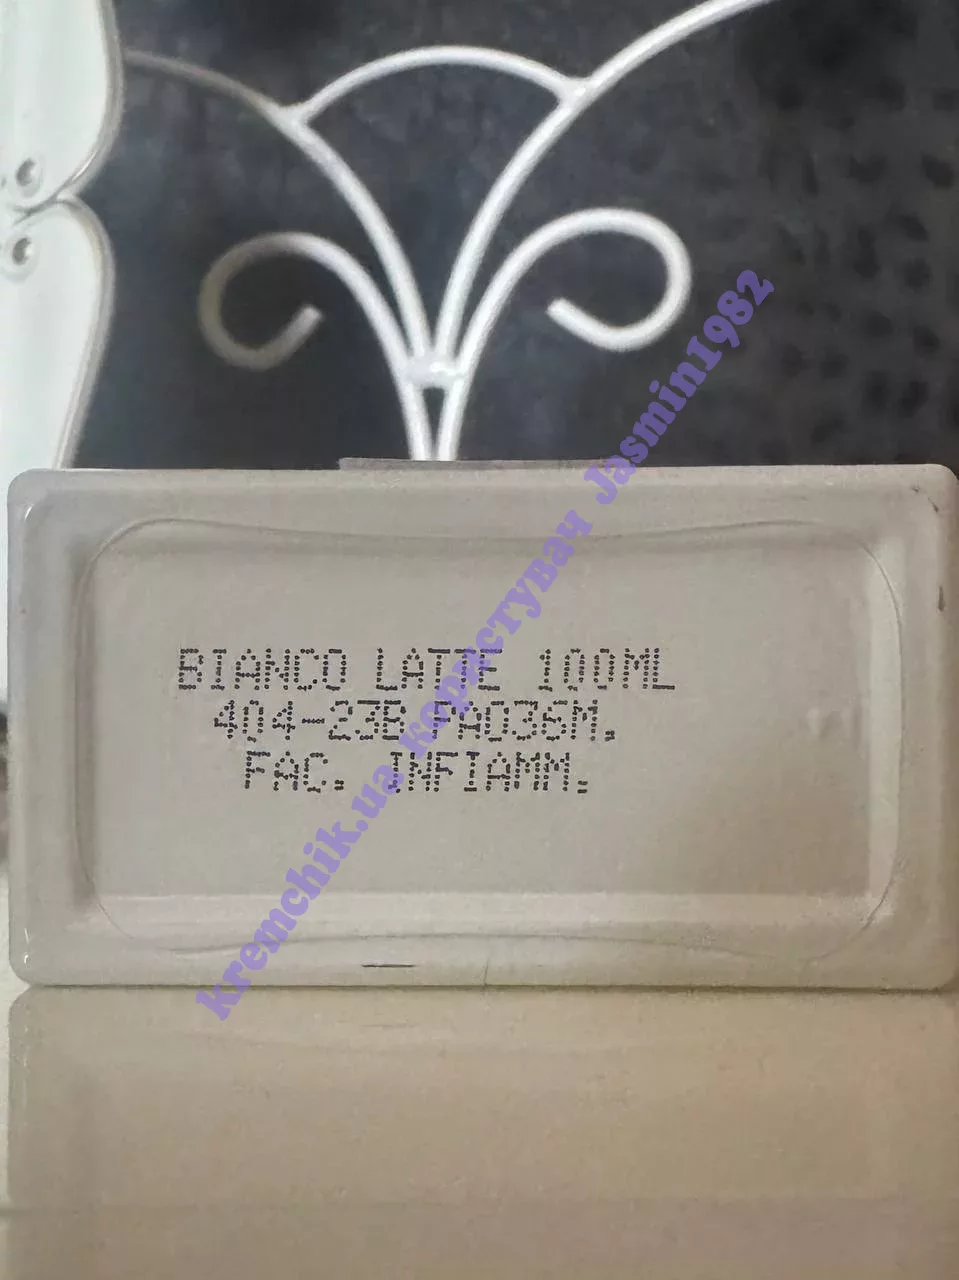 BIANCO LATTE 100ML
404-23B PAO36M.
FAC. INFIAMM.
kremchik.ua користувач Jasmin1982